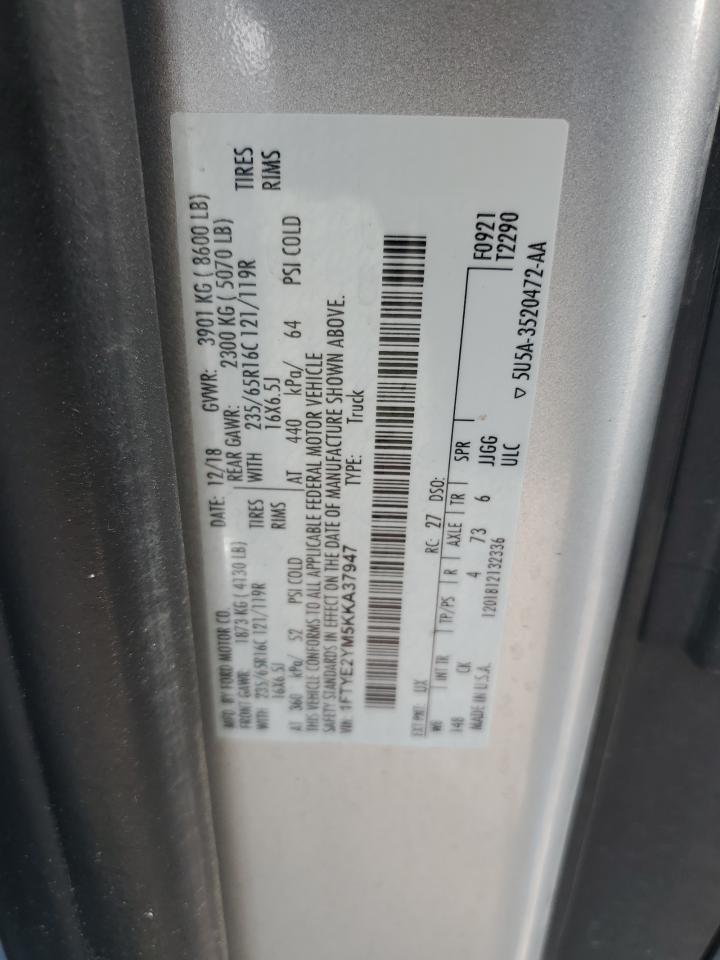 MFD. BY FORD MOTOR CO.
DATE: 12/18 GVWR: 3901 KG ( 8600 LB)
FRONT GAWR: 1873 KG ( 4130 LB) REAR GAWR: 2300 KG ( 5070 LB)
WITH 235/65R16C 121/119R TIRES WITH 235/65R16C 121/119R TIRES
16X6.5J RIMS 16X6.5J RIMS
AT 360 kPa/ 52 PSI COLD AT 440 kPa/ 64 PSI COLD
THIS VEHICLE CONFORMS TO ALL APPLICABLE FEDERAL MOTOR VEHICLE
SAFETY STANDARDS IN EFFECT ON THE DATE OF MANUFACTURE SHOWN ABOVE.
VIN: 1FTYE2YM5KKA37947 TYPE: Truck
EXT PNT: UX RC: 27 DSO: F0921
WB INT TR TP/PS R AXLE TR SPR T2290
148 CK 4 73 6 JJGG
MADE IN U.S.A. 1201812132336 ULC
▽ 5U5A-3520472-AA